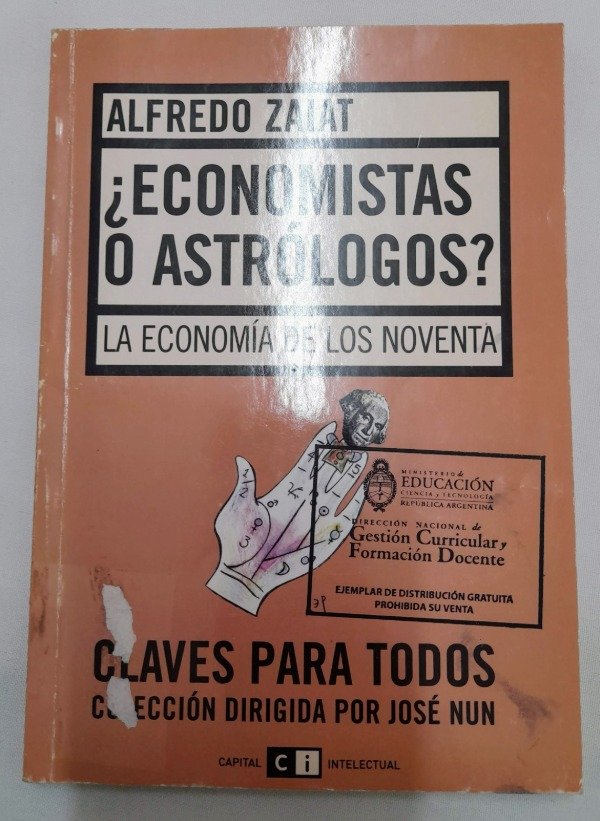 ALFREDO ZAIAT
¿ECONOMISTAS
O ASTRÓLOGOS?
LA ECONOMÍA DE LOS NOVENTA
MINISTERIO de
EDUCACIÓN
CIENCIA y TECNOLOGÍA
REPÚBLICA ARGENTINA
DIRECCIÓN NACIONAL de
Gestión Curricular y
Formación Docente
EJEMPLAR DE DISTRIBUCIÓN GRATUITA
PROHIBIDA SU VENTA
CLAVES PARA TODOS
COLECCIÓN DIRIGIDA POR JOSÉ NUN
CAPITAL Ci INTELECTUAL